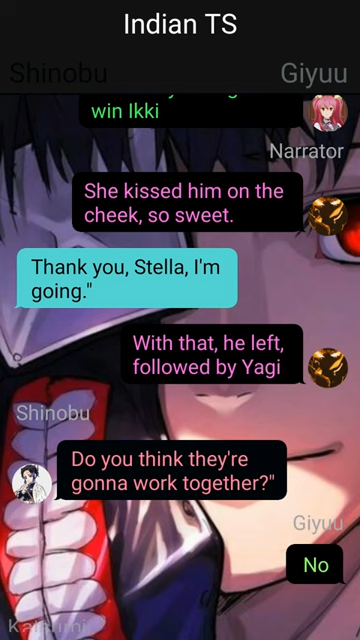 Indian TS
Shinobu
Giyuu
win Ikki
Narrator
She kissed him on the
cheek, so sweet.
Thank you, Stella, I'm
going."
With that, he left,
followed by Yagi
Shinobu
Do you think they're
gonna work together?"
Giyuu
No